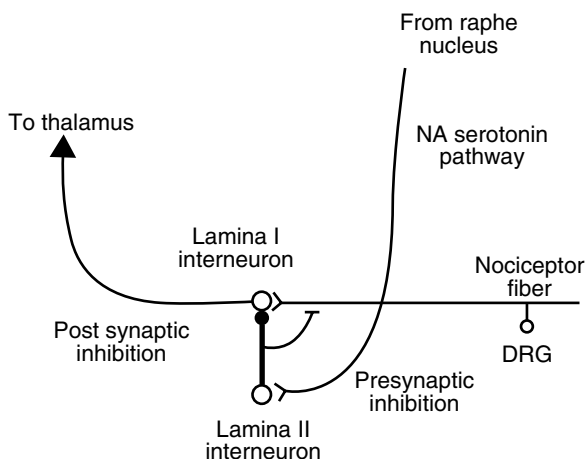 From raphe
nucleus
To thalamus
NA serotonin
pathway
Lamina I
interneuron
Nociceptor
fiber
Post synaptic
inhibition
DRG
Presynaptic
inhibition
Lamina II
interneuron